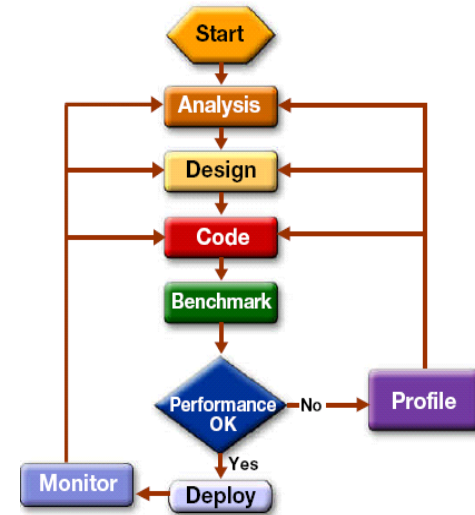 Start
Analysis
Design
Code
Benchmark
Performance
OK
No
Profile
Yes
Monitor
Deploy